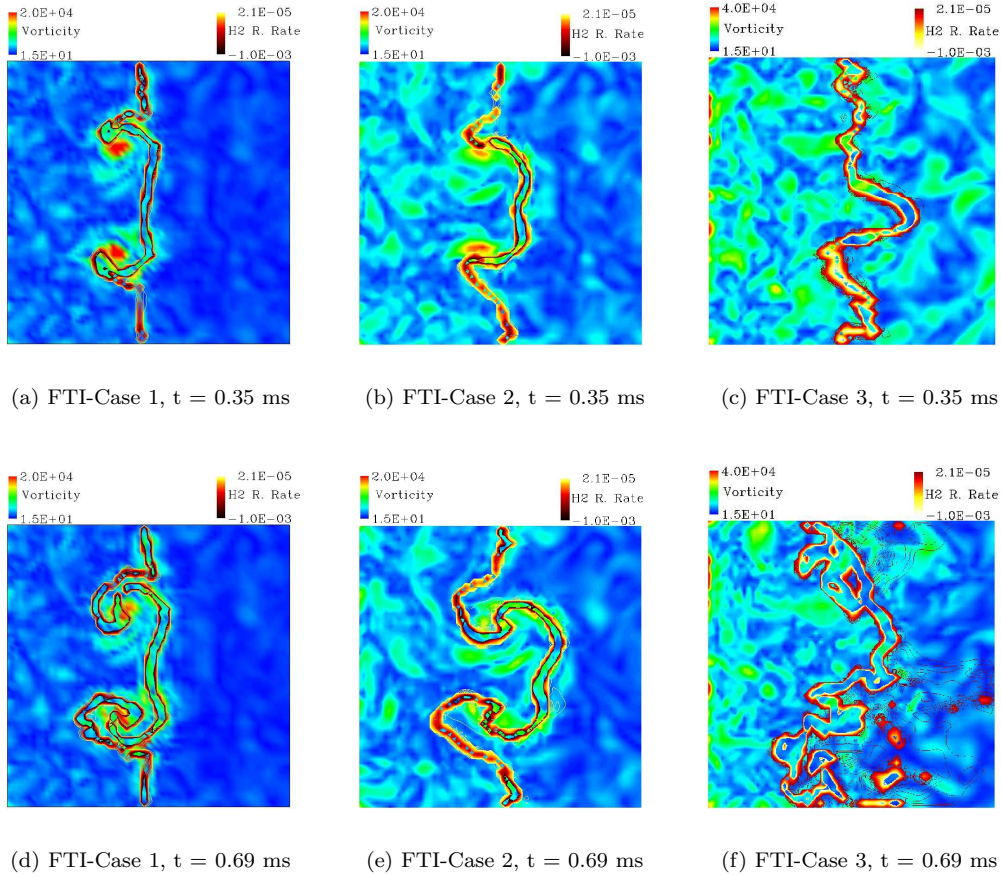 2.0E+04 2.1E-05
Vorticity H2 R. Rate
1.5E+01 -1.0E-03
2.0E+04 2.1E-05
Vorticity H2 R. Rate
1.5E+01 -1.0E-03
4.0E+04 2.1E-05
Vorticity H2 R. Rate
1.5E+01 -1.0E-03
(a) FTI-Case 1, t = 0.35 ms
(b) FTI-Case 2, t = 0.35 ms
(c) FTI-Case 3, t = 0.35 ms
2.0E+04 2.1E-05
Vorticity H2 R. Rate
1.5E+01 -1.0E-03
2.0E+04 2.1E-05
Vorticity H2 R. Rate
1.5E+01 -1.0E-03
4.0E+04 2.1E-05
Vorticity H2 R. Rate
1.5E+01 -1.0E-03
(d) FTI-Case 1, t = 0.69 ms
(e) FTI-Case 2, t = 0.69 ms
(f) FTI-Case 3, t = 0.69 ms